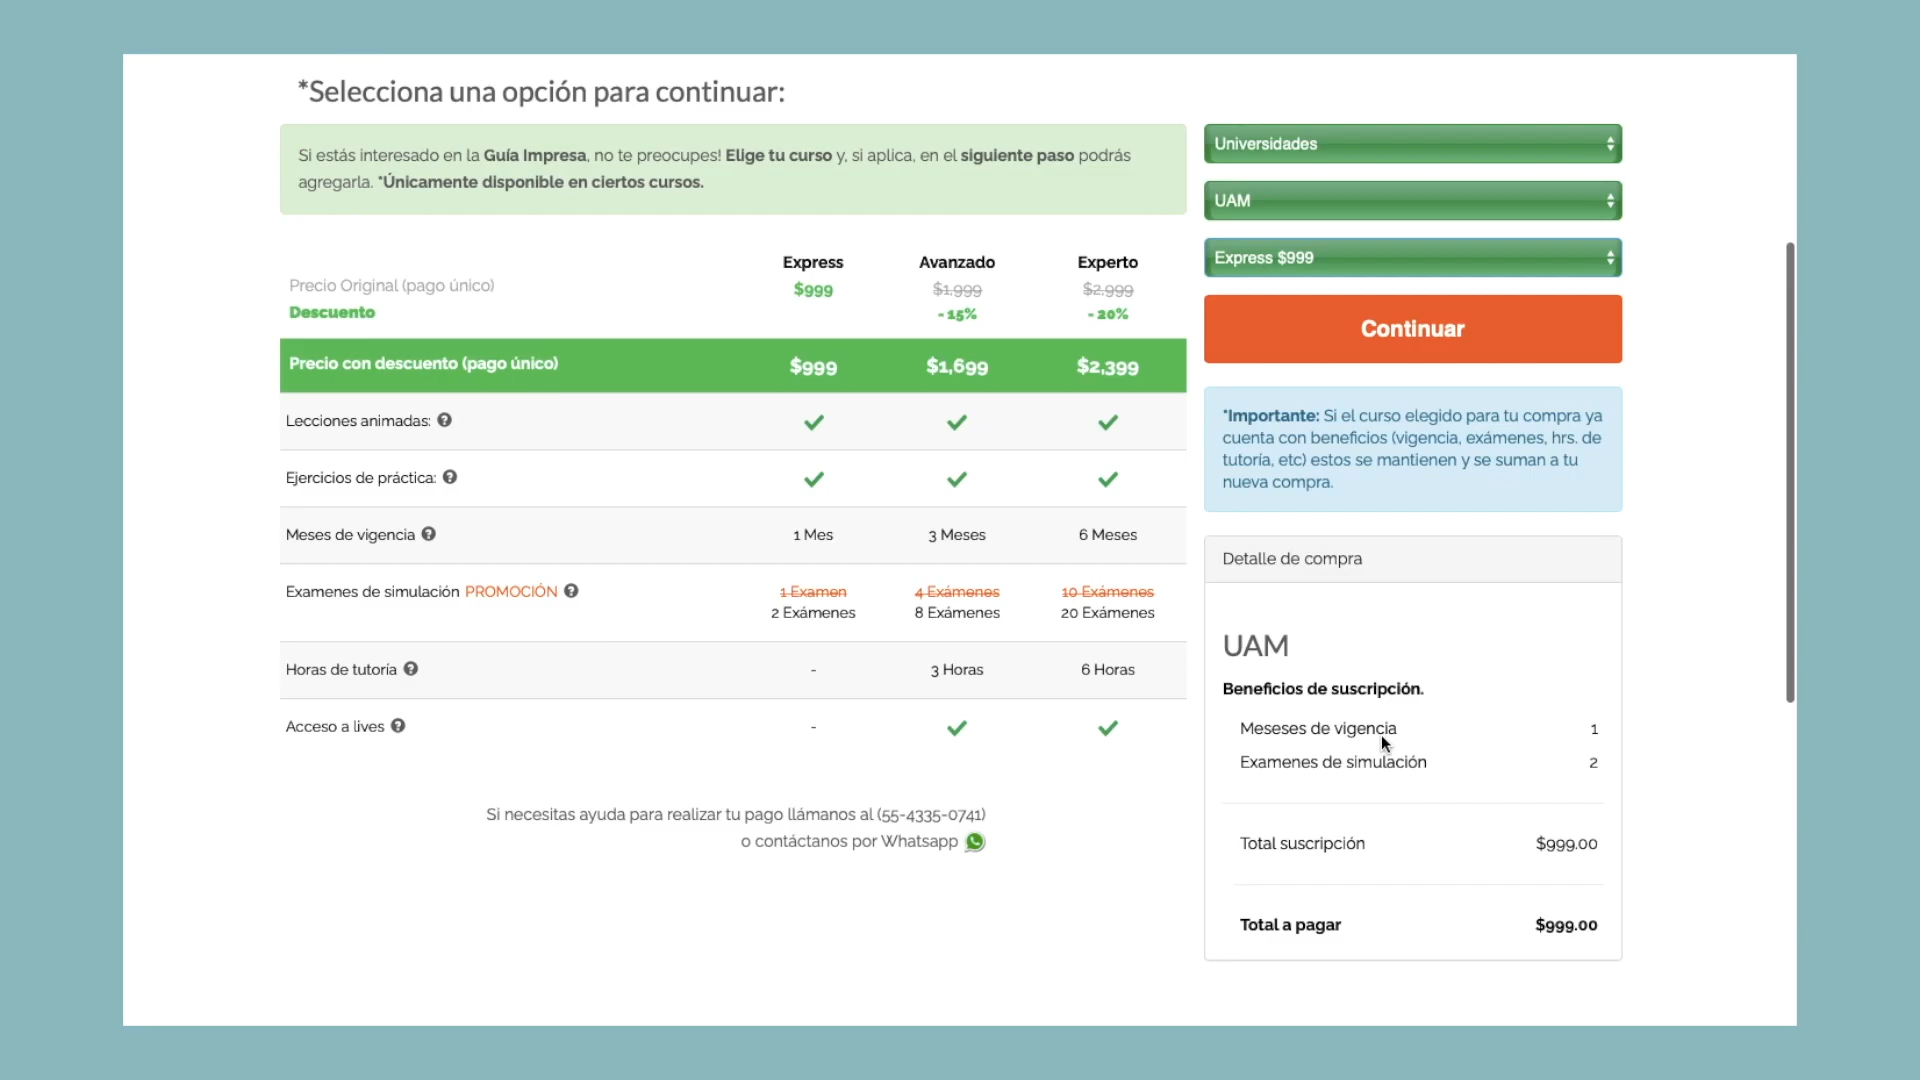 *Selecciona una opción para continuar:
Si estás interesado en la Guía Impresa, no te preocupes! Elige tu curso y, si aplica, en el siguiente paso podrás
agregarla. *Únicamente disponible en ciertos cursos.
Express Avanzado Experto
Precio Original (pago único) $999 $1,999 $2,999
Descuento - 15% - 20%
Precio con descuento (pago único) $999 $1,699 $2,399
Lecciones animadas:
Ejercicios de práctica:
Meses de vigencia 1 Mes 3 Meses 6 Meses
Examenes de simulación PROMOCIÓN 1 Examen 4 Exámenes 10 Exámenes
2 Exámenes 8 Exámenes 20 Exámenes
Horas de tutoría - 3 Horas 6 Horas
Acceso a lives -
Si necesitas ayuda para realizar tu pago llámanos al (55-4335-0741)
o contáctanos por Whatsapp
Universidades
UAM
Express $999
Continuar
*Importante: Si el curso elegido para tu compra ya
cuenta con beneficios (vigencia, exámenes, hrs. de
tutoría, etc) estos se mantienen y se suman a tu
nueva compra.
Detalle de compra
UAM
Beneficios de suscripción.
Meseses de vigencia 1
Examenes de simulación 2
Total suscripción $999.00
Total a pagar $999.00